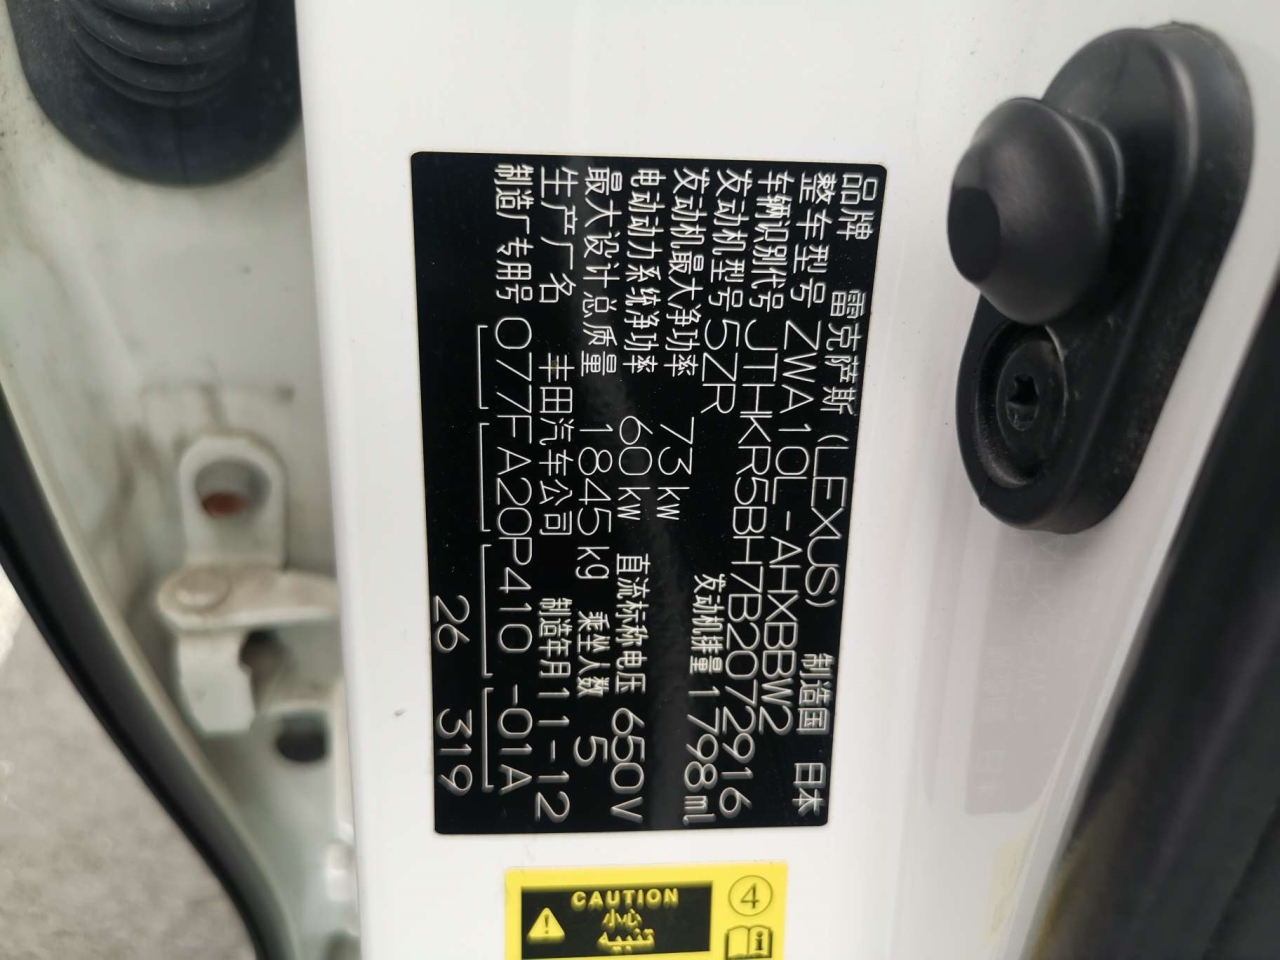 品牌 雷克萨斯(LEXUS) 制造国 日本
整车型号 ZWA10L-AHXBBW2
车辆识别代号 JTHKR5BH7B2072916
发动机型号 5ZR 发动机排量 1798ml
发动机最大净功率 73kW
电动动力系统净功率 60kW 直流标称电压 650V
最大设计总质量 1845kg 乘坐人数 5
生产厂名 丰田汽车公司 制造年月 11-12
制造厂专用号 077FA20P410-01A
26 319
CAUTION
小心
4
i